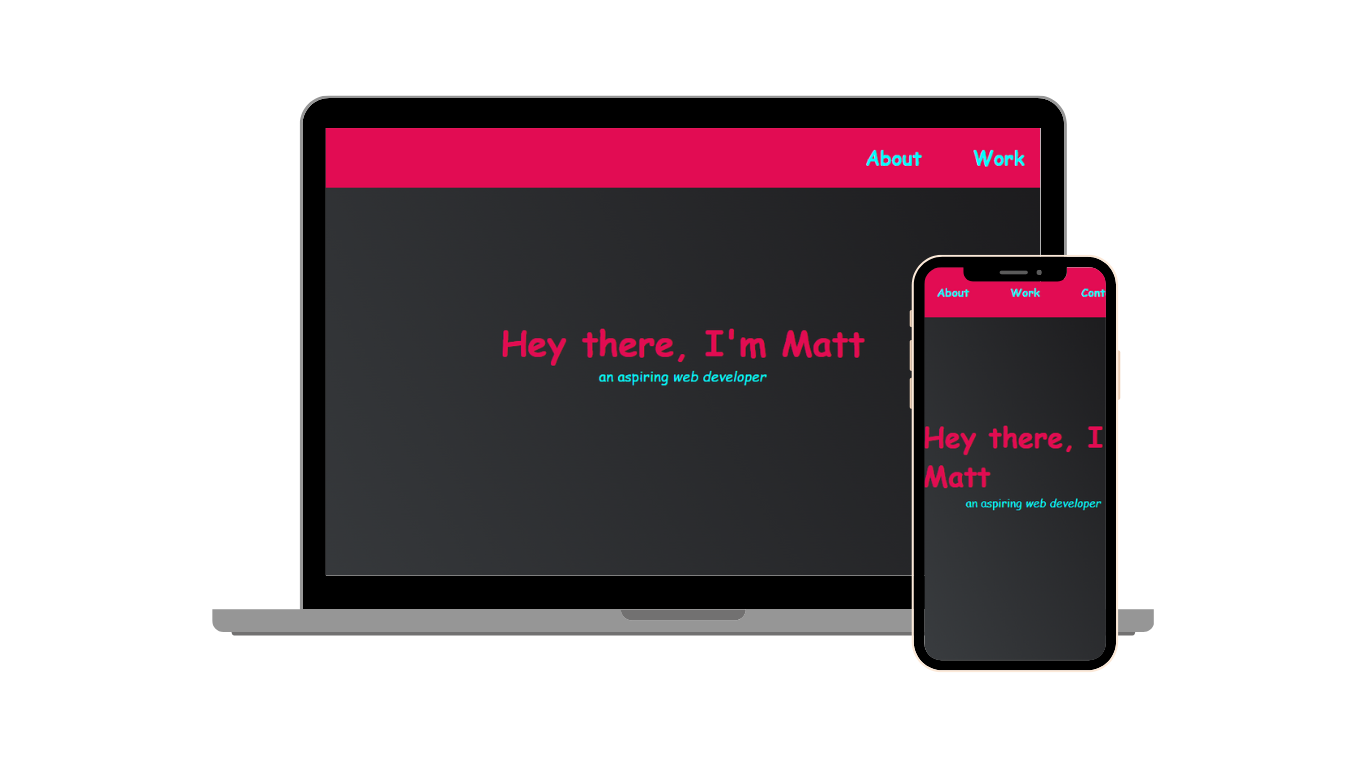 About Work
Hey there, I'm Matt
an aspiring web developer
About Work Cont
Hey there, I
Matt
an aspiring web developer